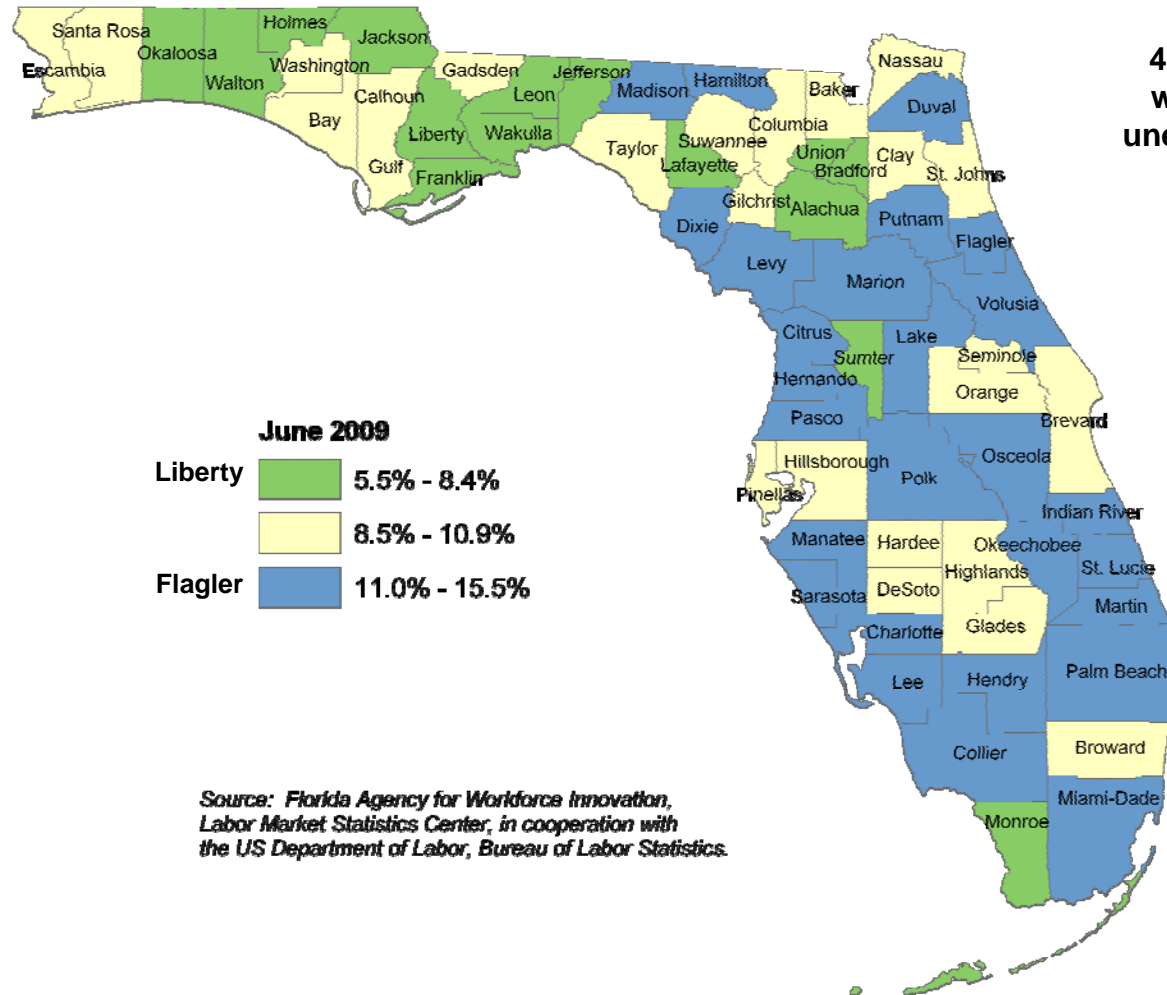 Holmes
Santa Rosa
Jackson
Okaloosa
Washington
Escambia
Walton
Gadsden
Jefferson
Calhoun
Leon
Bay
Liberty
Wakulla
Gulf
Franklin
Madison
Hamilton
Nassau
Baker
Duval
Columbia
Suwannee
Taylor
Lafayette
Union
Clay
Bradford
St. Johns
Gilchrist
Alachua
Dixie
Putnam
Flagler
Levy
Marion
Volusia
Citrus
Lake
Sumter
Seminole
Hernando
Orange
Pasco
Brevard
Hillsborough
Osceola
Polk
Pinellas
Indian River
Manatee
Hardee
Okeechobee
St. Lucie
Highlands
DeSoto
Sarasota
Martin
Glades
Charlotte
Palm Beach
Lee
Hendry
Collier
Broward
Miami-Dade
Monroe
4
w
une
June 2009
Liberty 5.5% - 8.4%
8.5% - 10.9%
Flagler 11.0% - 15.5%
Source: Florida Agency for Workforce Innovation,
Labor Market Statistics Center, in cooperation with
the US Department of Labor, Bureau of Labor Statistics.